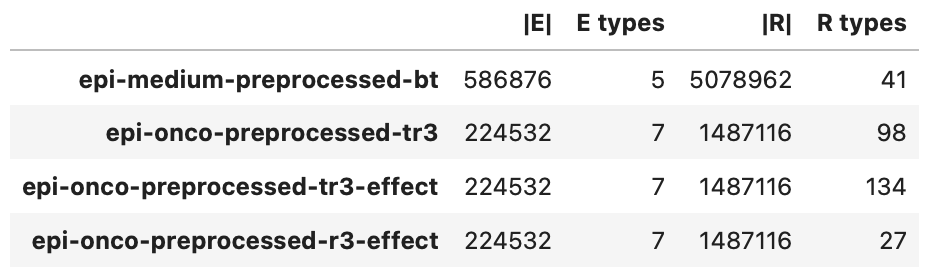 |E| E types |R| R types
epi-medium-preprocessed-bt 586876 5 5078962 41
epi-onco-preprocessed-tr3 224532 7 1487116 98
epi-onco-preprocessed-tr3-effect 224532 7 1487116 134
epi-onco-preprocessed-r3-effect 224532 7 1487116 27